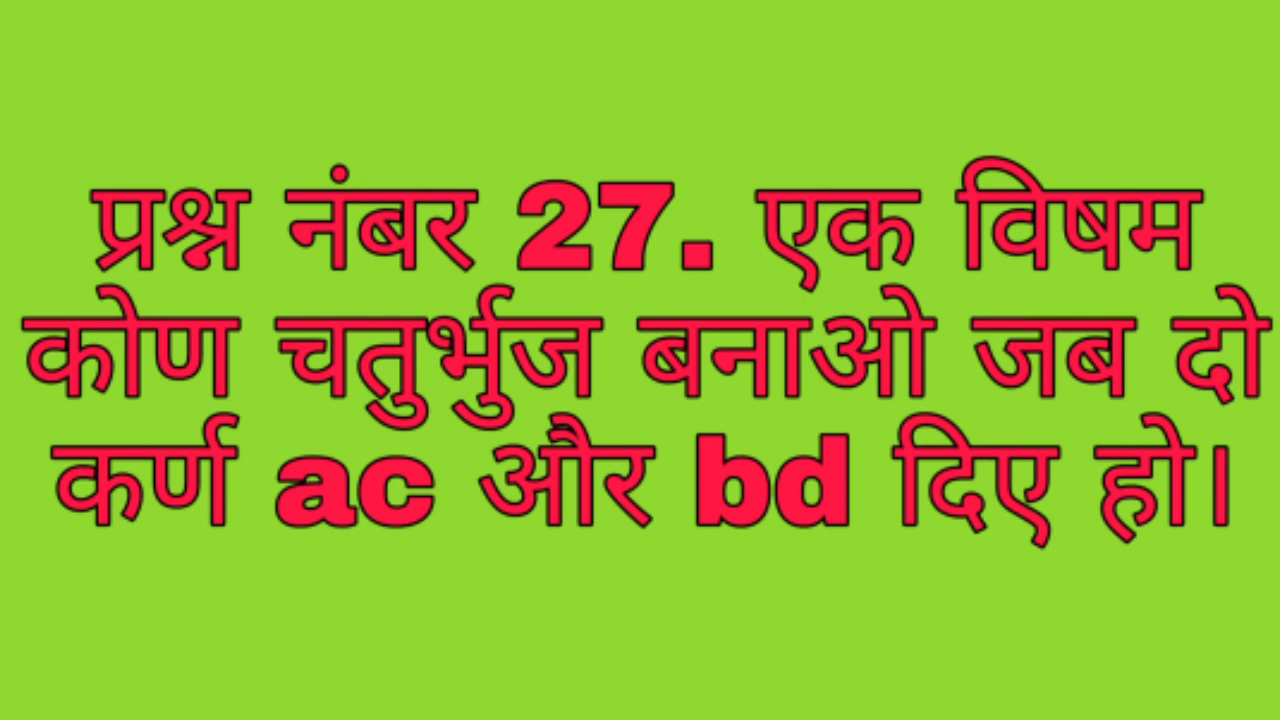 प्रश्न नंबर 27. एक विषम
कोण चतुर्भुज बनाओ जब दो
कर्ण ac और bd दिए हो।